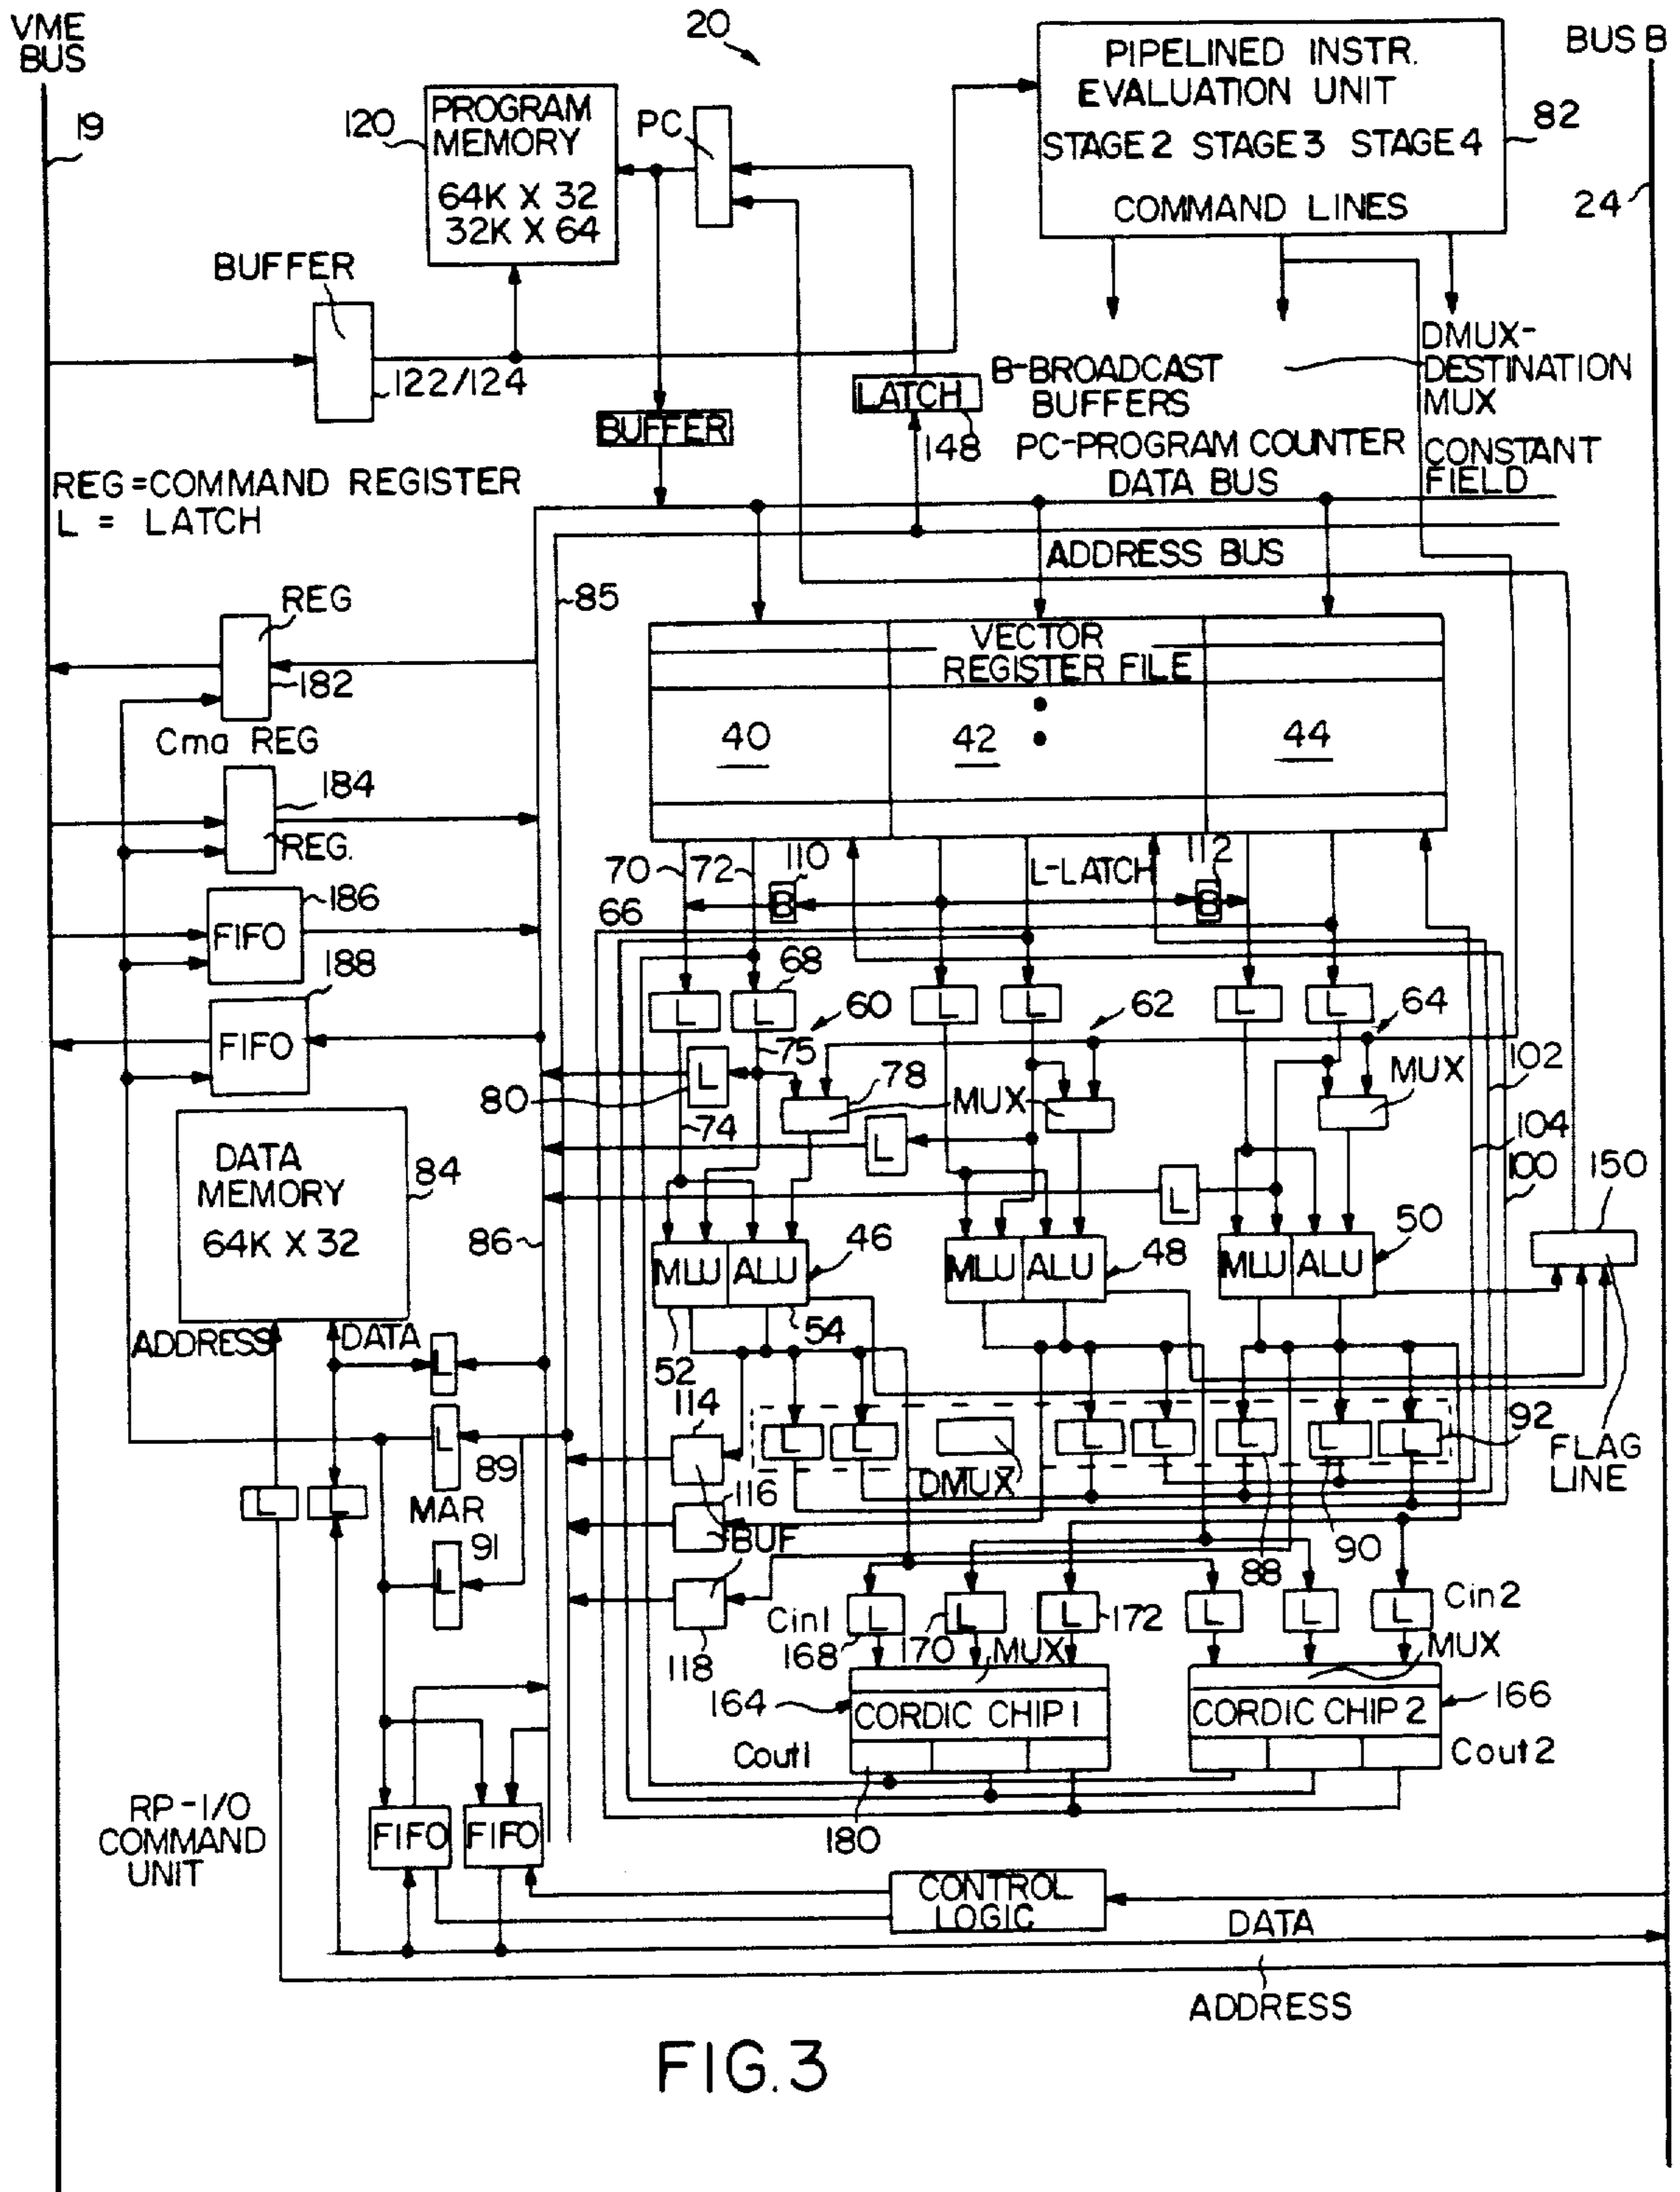 VME
BUS
20
BUS B
19
120
PROGRAM
MEMORY
64K X 32
32K X 64
PC
PIPELINED INSTR.
EVALUATION UNIT
STAGE 2 STAGE 3 STAGE 4
COMMAND LINES
82
24
BUFFER
122/124
BUFFER
LATCH
148
B-BROADCAST
BUFFERS
DMUX-
DESTINATION
MUX
PC-PROGRAM COUNTER
CONSTANT
FIELD
DATA BUS
REG = COMMAND REGISTER
L = LATCH
ADDRESS BUS
85
REG
182
VECTOR
REGISTER FILE
40
42
44
Cma REG
184
REG.
70
72
110
B
L-LATCH
112
B
66
186
FIFO
188
FIFO
68
L
L
L
L
L
L
60
62
64
75
L
80
78
MUX
MUX
102
74
L
104
100
DATA
MEMORY
64K X 32
84
L
150
86
MLU
ALU
46
MLU
ALU
48
MLU
ALU
50
ADDRESS
DATA
L
52
54
114
L
L
L
L
L
L
L
92
FLAG
LINE
L
89
MAR
DMUX
L
L
116
BUF
91
L
88
90
118
Cin1
168
L
L
170
L
172
L
L
L
Cin2
MUX
MUX
164
CORDIC CHIP 1
CORDIC CHIP 2
166
Cout1
Cout2
180
RP-I/O
COMMAND
UNIT
FIFO
FIFO
CONTROL
LOGIC
DATA
ADDRESS
FIG. 3